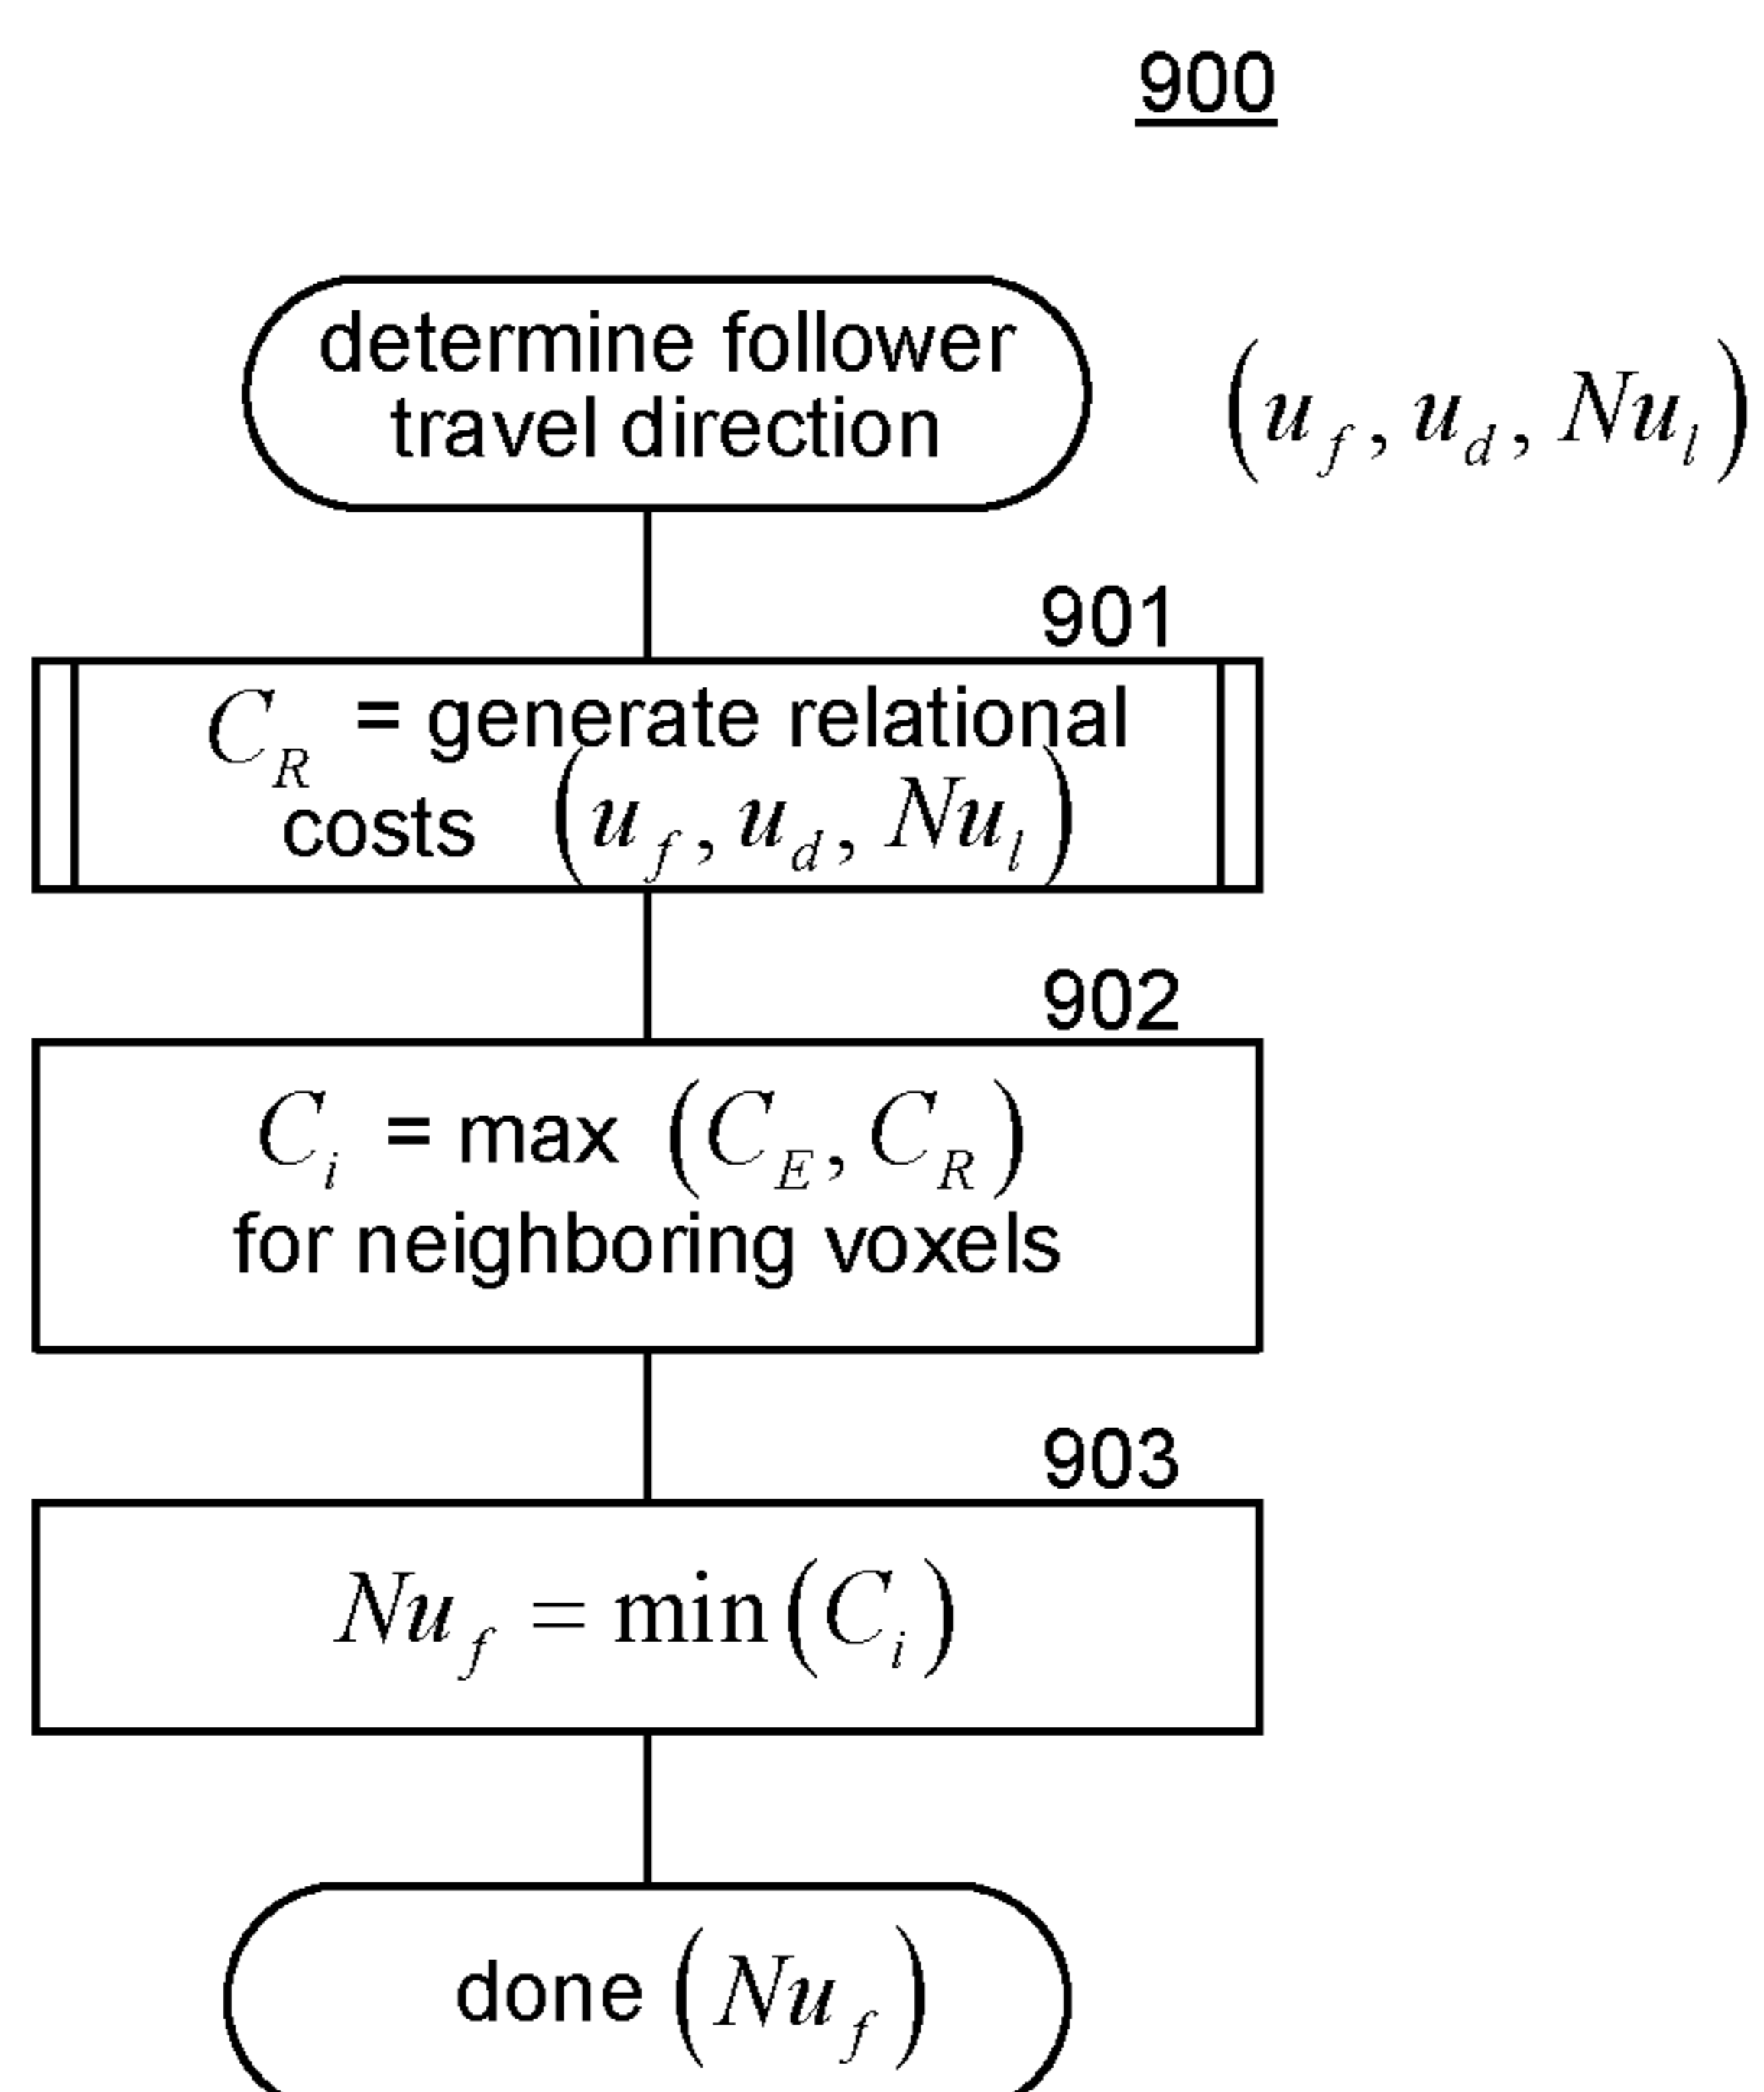 900
determine follower
travel direction
(u_f, u_d, Nu_l)
901
C_R = generate relational
costs (u_f, u_d, Nu_l)
902
C_i = max (C_E, C_R)
for neighboring voxels
903
Nu_f = min(C_i)
done (Nu_f)